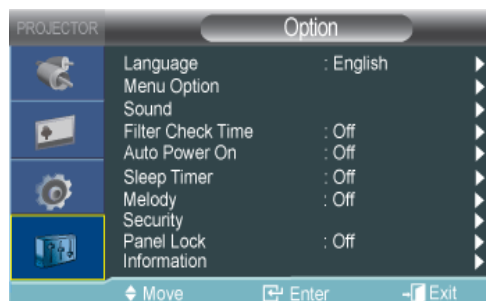 PROJECTOR
Option
Language : English
Menu Option
Sound
Filter Check Time : Off
Auto Power On : Off
Sleep Timer : Off
Melody : Off
Security
Panel Lock : Off
Information
Move Enter Exit